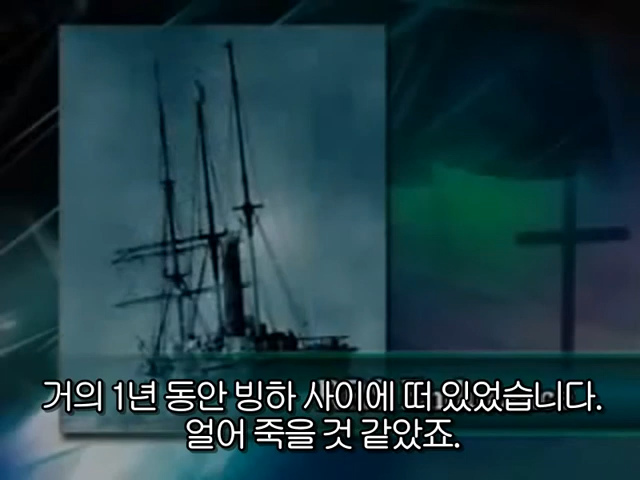 거의 1년 동안 빙하 사이에 떠 있었습니다.
얼어 죽을 것 같았죠.